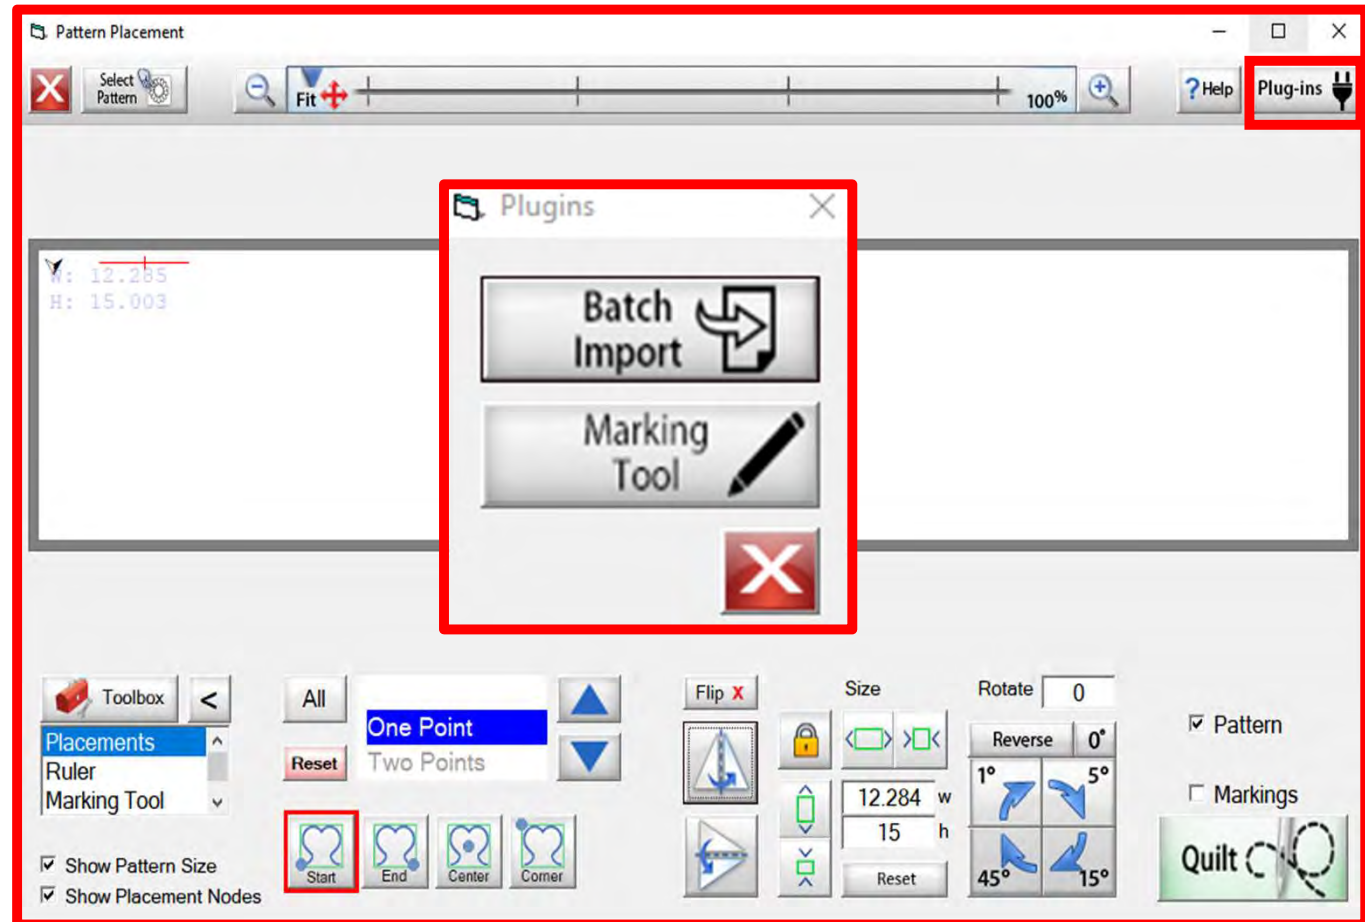 Pattern Placement
Select
Pattern
Fit
100%
? Help
Plug-ins
W: 12.285
H: 15.003
Plugins
Batch
Import
Marking
Tool
X
Toolbox
<
Placements
Ruler
Marking Tool
Show Pattern Size
Show Placement Nodes
All
Reset
One Point
Two Points
Start
End
Center
Corner
Flip X
Size
12.284 w
15 h
Reset
Rotate 0
Reverse 0°
1° 5°
45° 15°
Pattern
Markings
Quilt